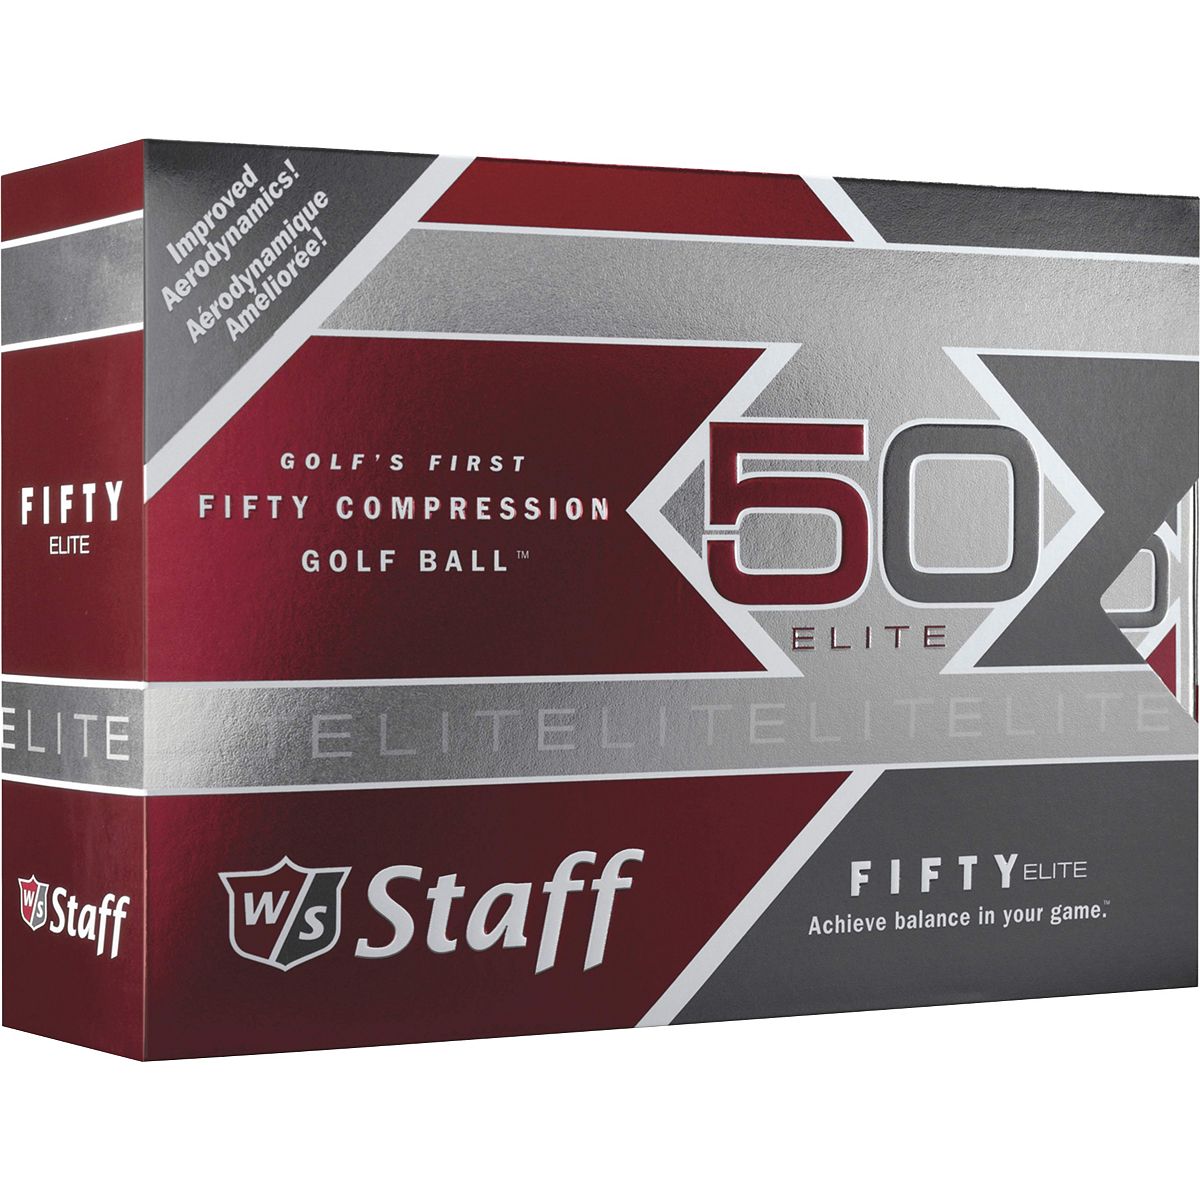 Improved
Aerodynamics!
Aérodynamique
Améliorée!
GOLF'S FIRST
FIFTY COMPRESSION
GOLF BALL™
50
ELITE
FIFTY
ELITE
ELITE
TELITELITELITELITELITE
W/S Staff
W/S Staff
FIFTY ELITE
Achieve balance in your game.™